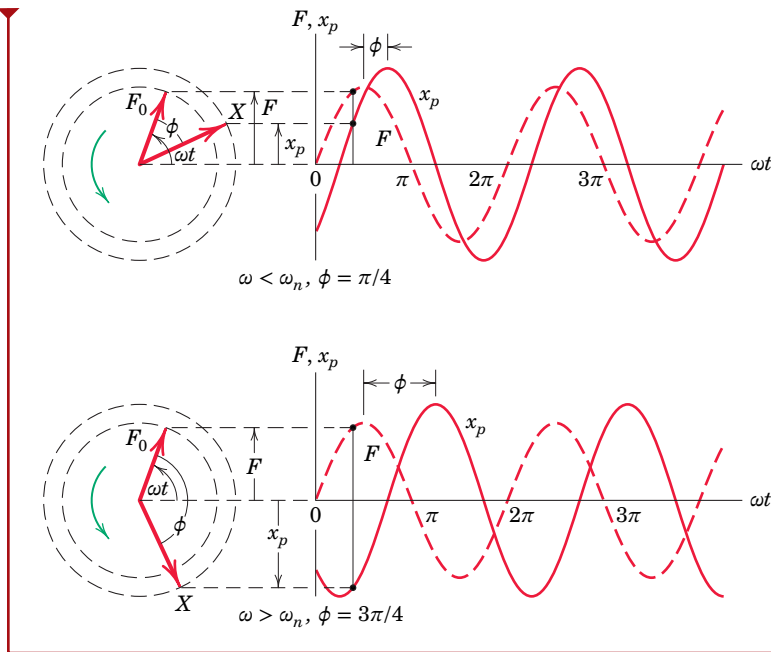 F, x_p
ϕ
F_0
X
F
x_p
ϕ
ωt
x_p
F
0
π
2π
3π
ωt
ω < ω_n, ϕ = π/4
F, x_p
ϕ
F_0
F
x_p
F
ωt
0
π
2π
3π
ωt
ϕ
x_p
X
ω > ω_n, ϕ = 3π/4